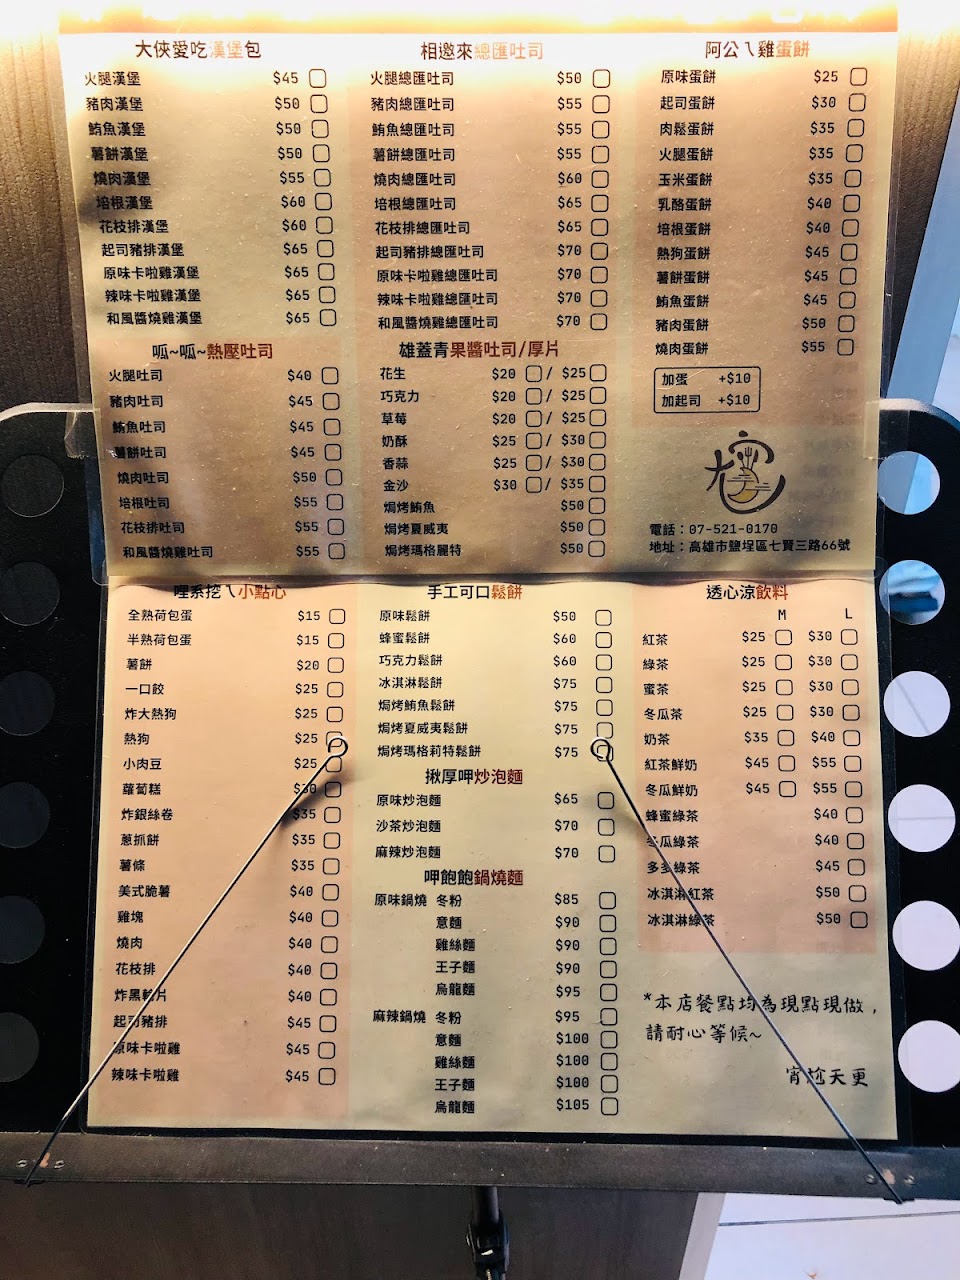 大俠愛吃漢堡包
火腿漢堡 $45
豬肉漢堡 $50
鮪魚漢堡 $50
薯餅漢堡 $50
燒肉漢堡 $55
培根漢堡 $60
花枝排漢堡 $60
起司豬排漢堡 $65
原味卡啦雞漢堡 $65
辣味卡啦雞漢堡 $65
和風醬燒雞漢堡 $65
相邀來總匯吐司
火腿總匯吐司 $50
豬肉總匯吐司 $55
鮪魚總匯吐司 $55
薯餅總匯吐司 $55
燒肉總匯吐司 $60
培根總匯吐司 $65
花枝排總匯吐司 $65
起司豬排總匯吐司 $70
原味卡啦雞總匯吐司 $70
辣味卡啦雞總匯吐司 $70
和風醬燒雞總匯吐司 $70
阿公ㄟ雞蛋餅
原味蛋餅 $25
起司蛋餅 $30
肉鬆蛋餅 $35
火腿蛋餅 $35
玉米蛋餅 $35
乳酪蛋餅 $40
培根蛋餅 $40
熱狗蛋餅 $45
薯餅蛋餅 $45
鮪魚蛋餅 $45
豬肉蛋餅 $50
燒肉蛋餅 $55
加蛋 +$10
加起司 +$10
呱~呱~熱壓吐司
火腿吐司 $40
豬肉吐司 $45
鮪魚吐司 $45
薯餅吐司 $45
燒肉吐司 $50
培根吐司 $55
花枝排吐司 $55
和風醬燒雞吐司 $55
雄蓋青果醬吐司/厚片
花生 $20 / $25
巧克力 $20 / $25
草莓 $20 / $25
奶酥 $25 / $30
香蒜 $25 / $30
金沙 $30 / $35
焗烤鮪魚 $50
焗烤夏威夷 $50
焗烤瑪格麗特 $50
電話：07-521-0170
地址：高雄市鹽埕區七賢三路66號
哩系挖ㄟ小點心
全熟荷包蛋 $15
半熟荷包蛋 $15
薯餅 $20
一口餃 $25
炸大熱狗 $25
熱狗 $25
小肉豆 $25
蘿蔔糕 $30
炸銀絲卷 $35
蔥抓餅 $35
薯條 $35
美式脆薯 $40
雞塊 $40
燒肉 $40
花枝排 $40
炸黑輪片 $40
起司豬排 $45
原味卡啦雞 $45
辣味卡啦雞 $45
手工可口鬆餅
原味鬆餅 $50
蜂蜜鬆餅 $60
巧克力鬆餅 $60
冰淇淋鬆餅 $75
焗烤鮪魚鬆餅 $75
焗烤夏威夷鬆餅 $75
焗烤瑪格莉特鬆餅 $75
揪厚呷炒泡麵
原味炒泡麵 $65
沙茶炒泡麵 $70
麻辣炒泡麵 $70
呷飽飽鍋燒麵
原味鍋燒 冬粉 $85
意麵 $90
雞絲麵 $90
王子麵 $90
烏龍麵 $95
麻辣鍋燒 冬粉 $95
意麵 $100
雞絲麵 $100
王子麵 $100
烏龍麵 $105
透心涼飲料
M L
紅茶 $25 $30
綠茶 $25 $30
蜜茶 $25 $30
冬瓜茶 $25 $30
奶茶 $35 $40
紅茶鮮奶 $45 $55
冬瓜鮮奶 $45 $55
蜂蜜綠茶 $40
冬瓜綠茶 $40
多多綠茶 $45
冰淇淋紅茶 $50
冰淇淋綠茶 $50
*本店餐點均為現點現做，
請耐心等候~
宵尬天更